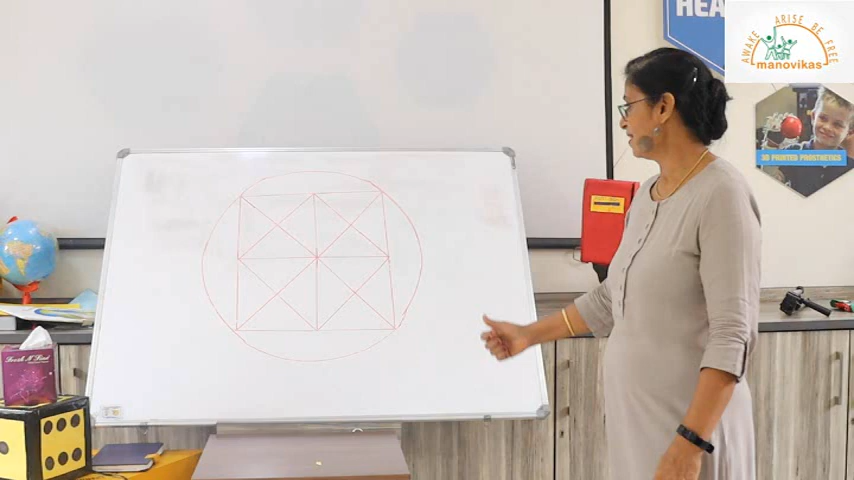 HEA
AWAKE ARISE BE FREE
manovikas
3D PRINTED PROSTHETICS